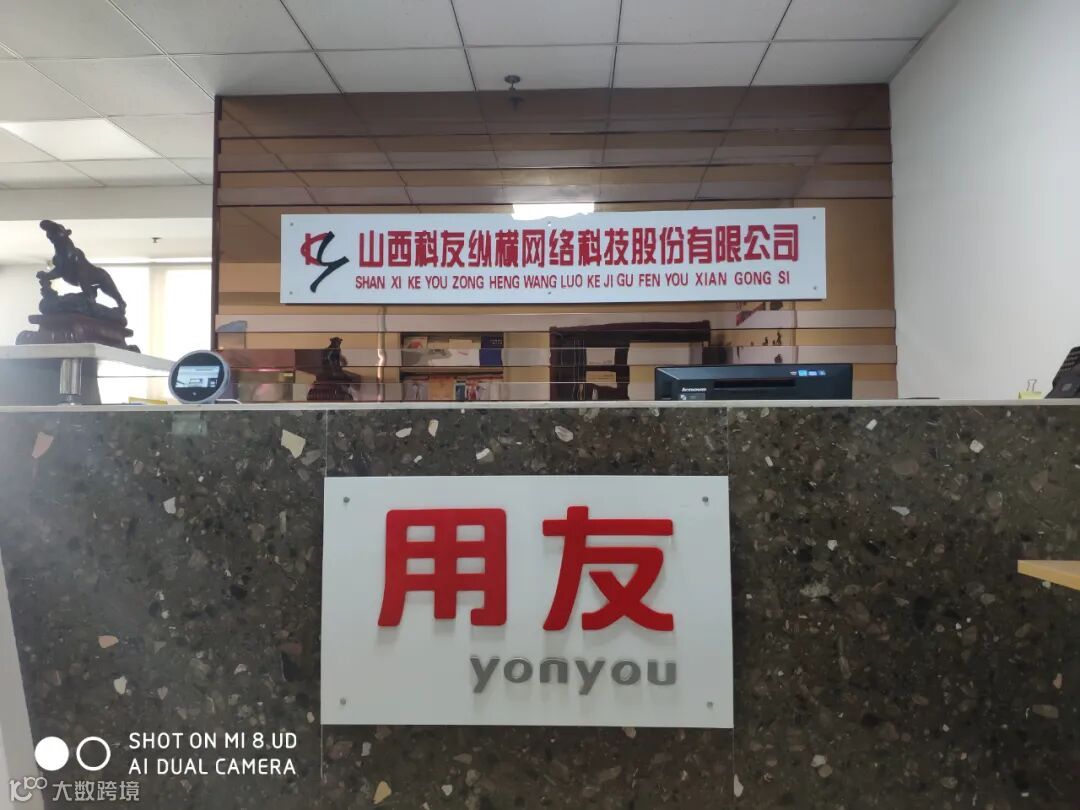 山西科友纵横网络科技股份有限公司
SHAN XI KE YOU ZONG HENG WANG LUO KE JI GU FEN YOU XIAN GONG SI
lenovo
用友
yonyou
SHOT ON MI 8.UD
AI DUAL CAMERA
大数跨境